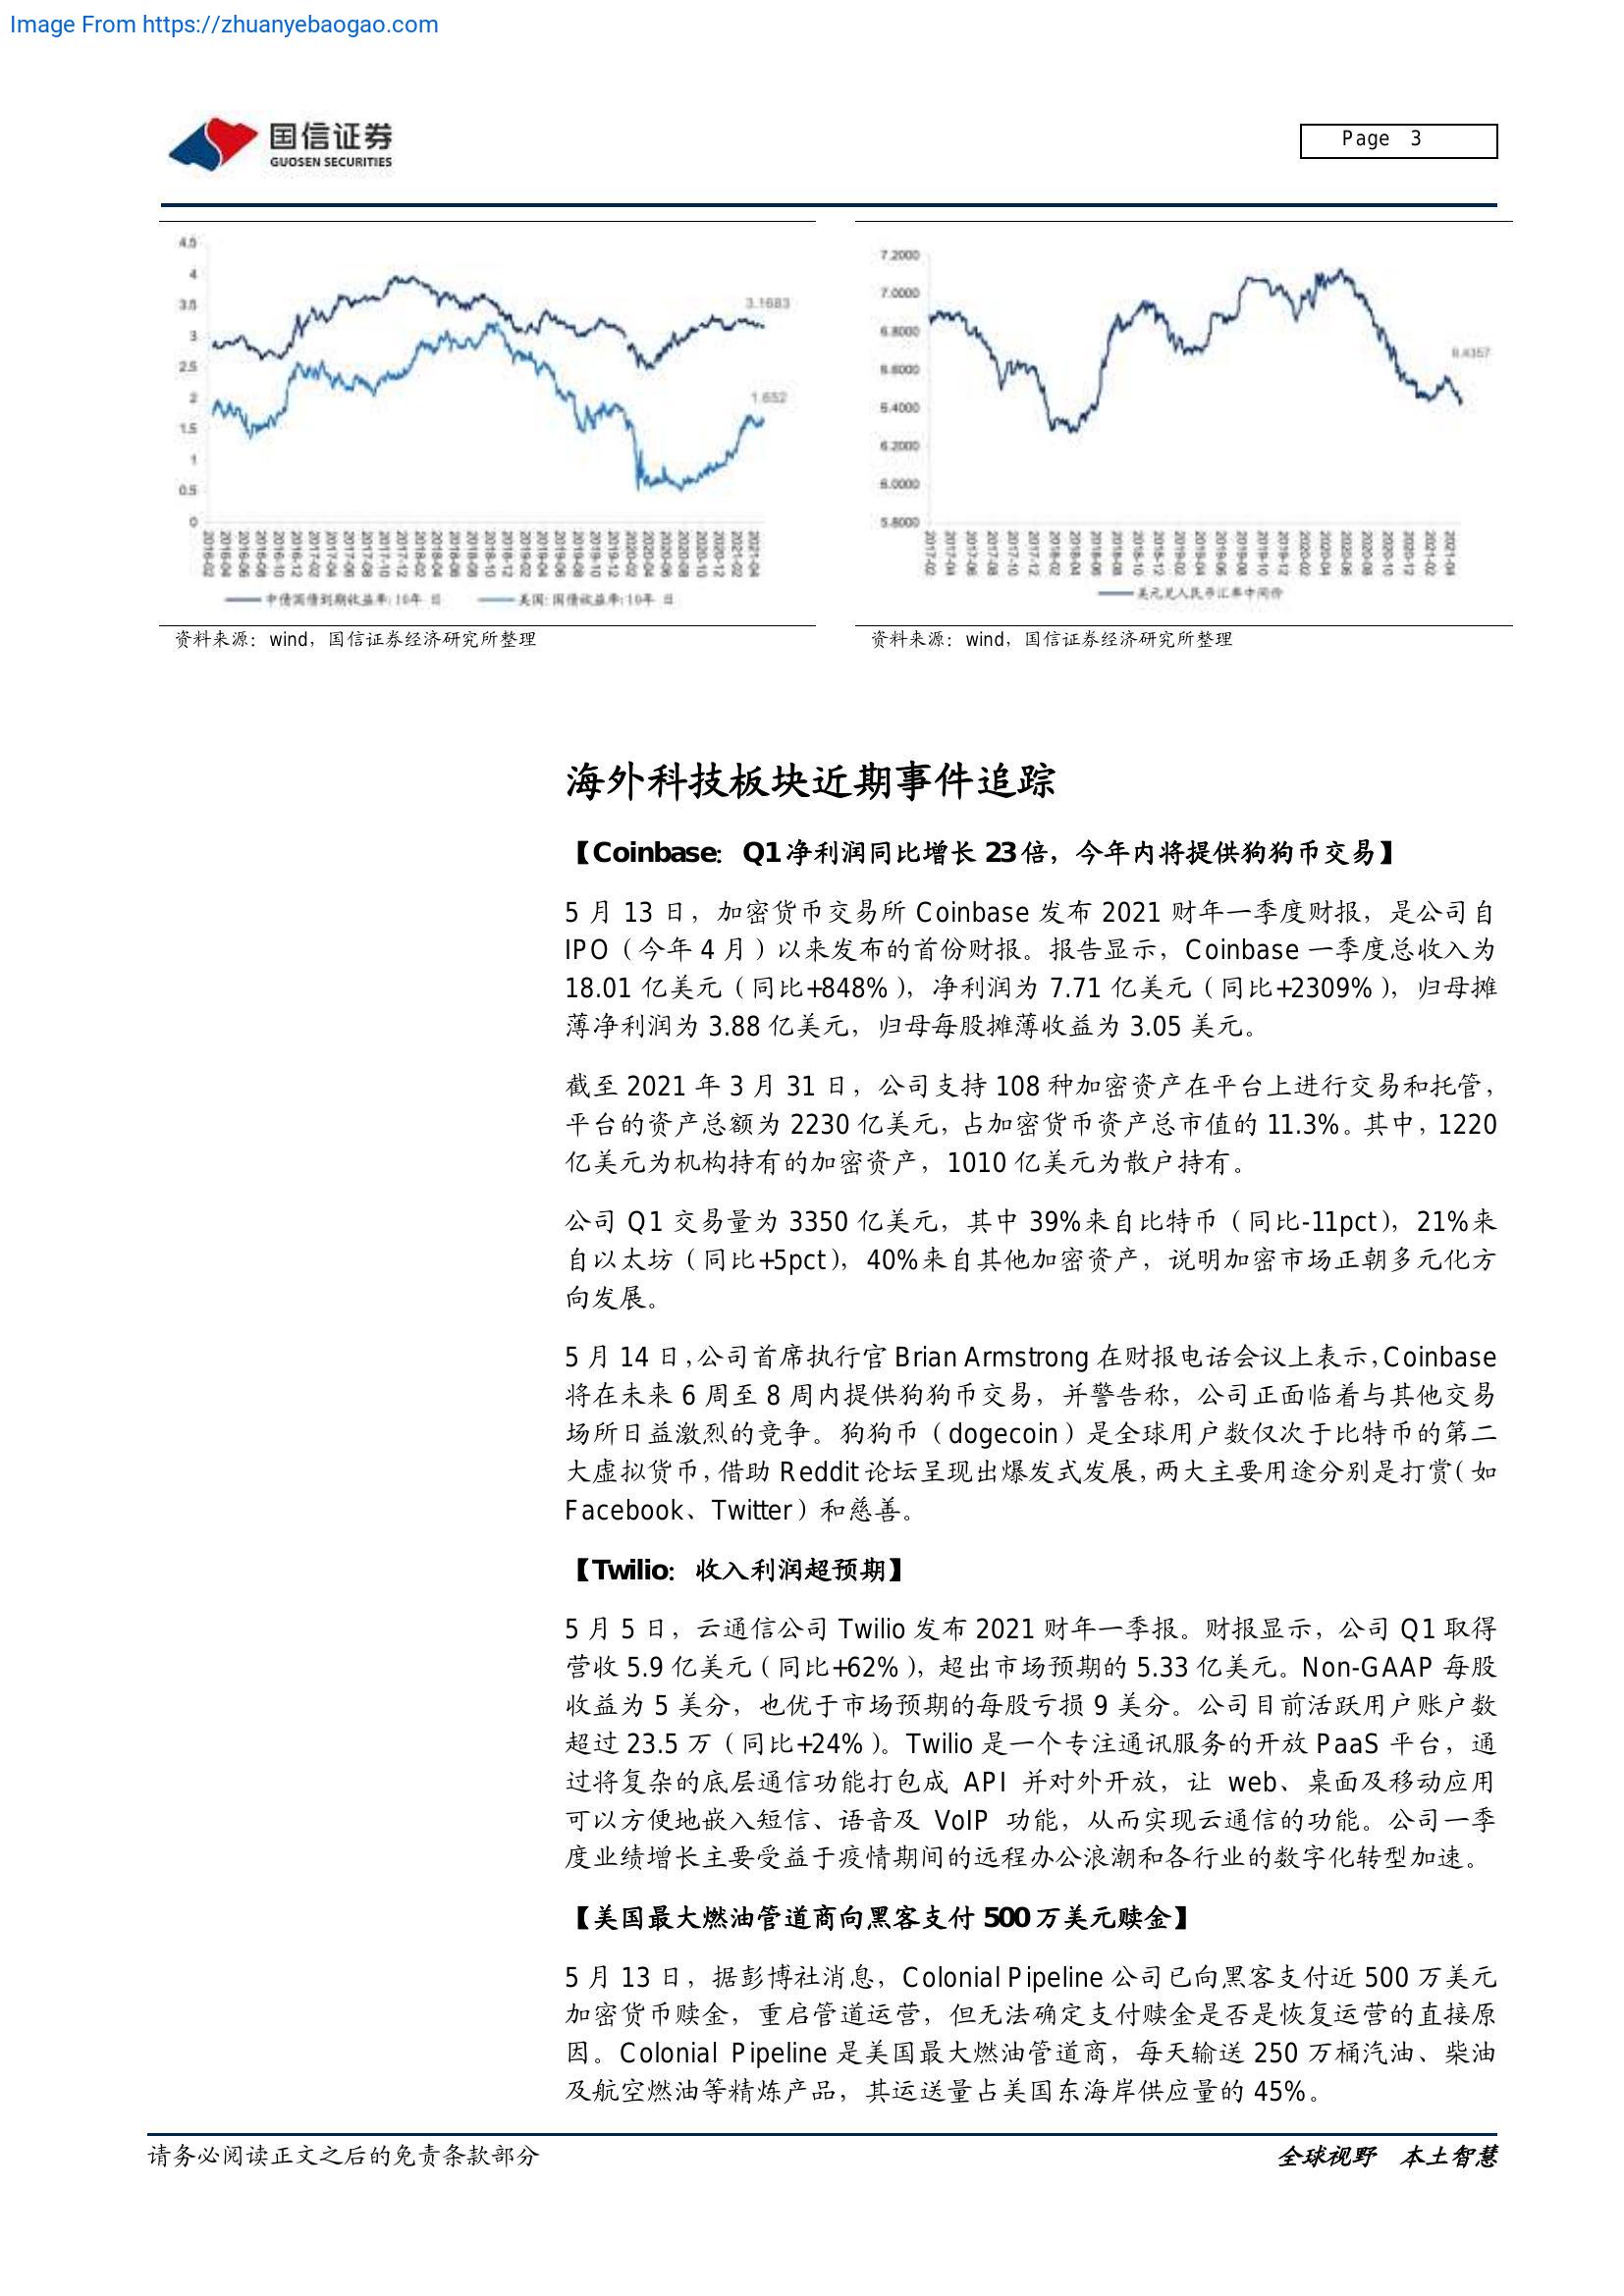 Image From https://zhuanyebaogao.com
国信证券
GUOSEN SECURITIES
Page 3
4.5
4
3.5
3
2.5
2
1.5
1
0.5
0
3.1683
1.652
2016-02
2016-04
2016-06
2016-08
2016-10
2016-12
2017-02
2017-04
2017-06
2017-08
2017-10
2017-12
2018-02
2018-04
2018-06
2018-08
2018-10
2018-12
2019-02
2019-04
2019-06
2019-08
2019-10
2019-12
2020-02
2020-04
2020-06
2020-08
2020-10
2020-12
2021-02
2021-04
中债国债到期收益率:10年 日
美国:国债收益率:10年 日
7.2000
7.0000
6.8000
6.6000
6.4000
6.2000
6.0000
5.8000
6.4357
2017-02
2017-04
2017-06
2017-08
2017-10
2017-12
2018-02
2018-04
2018-06
2018-08
2018-10
2018-12
2019-02
2019-04
2019-06
2019-08
2019-10
2019-12
2020-02
2020-04
2020-06
2020-08
2020-10
2020-12
2021-02
2021-04
美元兑人民币汇率中间价
资料来源：wind，国信证券经济研究所整理
资料来源：wind，国信证券经济研究所整理
海外科技板块近期事件追踪
【Coinbase：Q1净利润同比增长 23倍，今年内将提供狗狗币交易】
5 月 13 日，加密货币交易所 Coinbase 发布 2021 财年一季度财报，是公司自
IPO（今年 4 月）以来发布的首份财报。报告显示，Coinbase 一季度总收入为
18.01 亿美元（同比+848%），净利润为 7.71 亿美元（同比+2309%），归母摊
薄净利润为 3.88 亿美元，归母每股摊薄收益为 3.05 美元。
截至 2021 年 3 月 31 日，公司支持 108 种加密资产在平台上进行交易和托管，
平台的资产总额为 2230 亿美元，占加密货币资产总市值的 11.3%。其中，1220
亿美元为机构持有的加密资产，1010 亿美元为散户持有。
公司 Q1 交易量为 3350 亿美元，其中 39%来自比特币（同比-11pct），21%来
自以太坊（同比+5pct），40%来自其他加密资产，说明加密市场正朝多元化方
向发展。
5 月 14 日，公司首席执行官 Brian Armstrong 在财报电话会议上表示，Coinbase
将在未来 6 周至 8 周内提供狗狗币交易，并警告称，公司正面临着与其他交易
场所日益激烈的竞争。狗狗币（dogecoin）是全球用户数仅次于比特币的第二
大虚拟货币，借助 Reddit 论坛呈现出爆发式发展，两大主要用途分别是打赏（如
Facebook、Twitter）和慈善。
【Twilio：收入利润超预期】
5 月 5 日，云通信公司 Twilio 发布 2021 财年一季报。财报显示，公司 Q1 取得
营收 5.9 亿美元（同比+62%），超出市场预期的 5.33 亿美元。Non-GAAP 每股
收益为 5 美分，也优于市场预期的每股亏损 9 美分。公司目前活跃用户账户数
超过 23.5 万（同比+24%）。Twilio 是一个专注通讯服务的开放 PaaS 平台，通
过将复杂的底层通信功能打包成 API 并对外开放，让 web、桌面及移动应用
可以方便地嵌入短信、语音及 VoIP 功能，从而实现云通信的功能。公司一季
度业绩增长主要受益于疫情期间的远程办公浪潮和各行业的数字化转型加速。
【美国最大燃油管道商向黑客支付 500万美元赎金】
5 月 13 日，据彭博社消息，Colonial Pipeline 公司已向黑客支付近 500 万美元
加密货币赎金，重启管道运营，但无法确定支付赎金是否是恢复运营的直接原
因。Colonial Pipeline 是美国最大燃油管道商，每天输送 250 万桶汽油、柴油
及航空燃油等精炼产品，其运送量占美国东海岸供应量的 45%。
请务必阅读正文之后的免责条款部分
全球视野 本土智慧